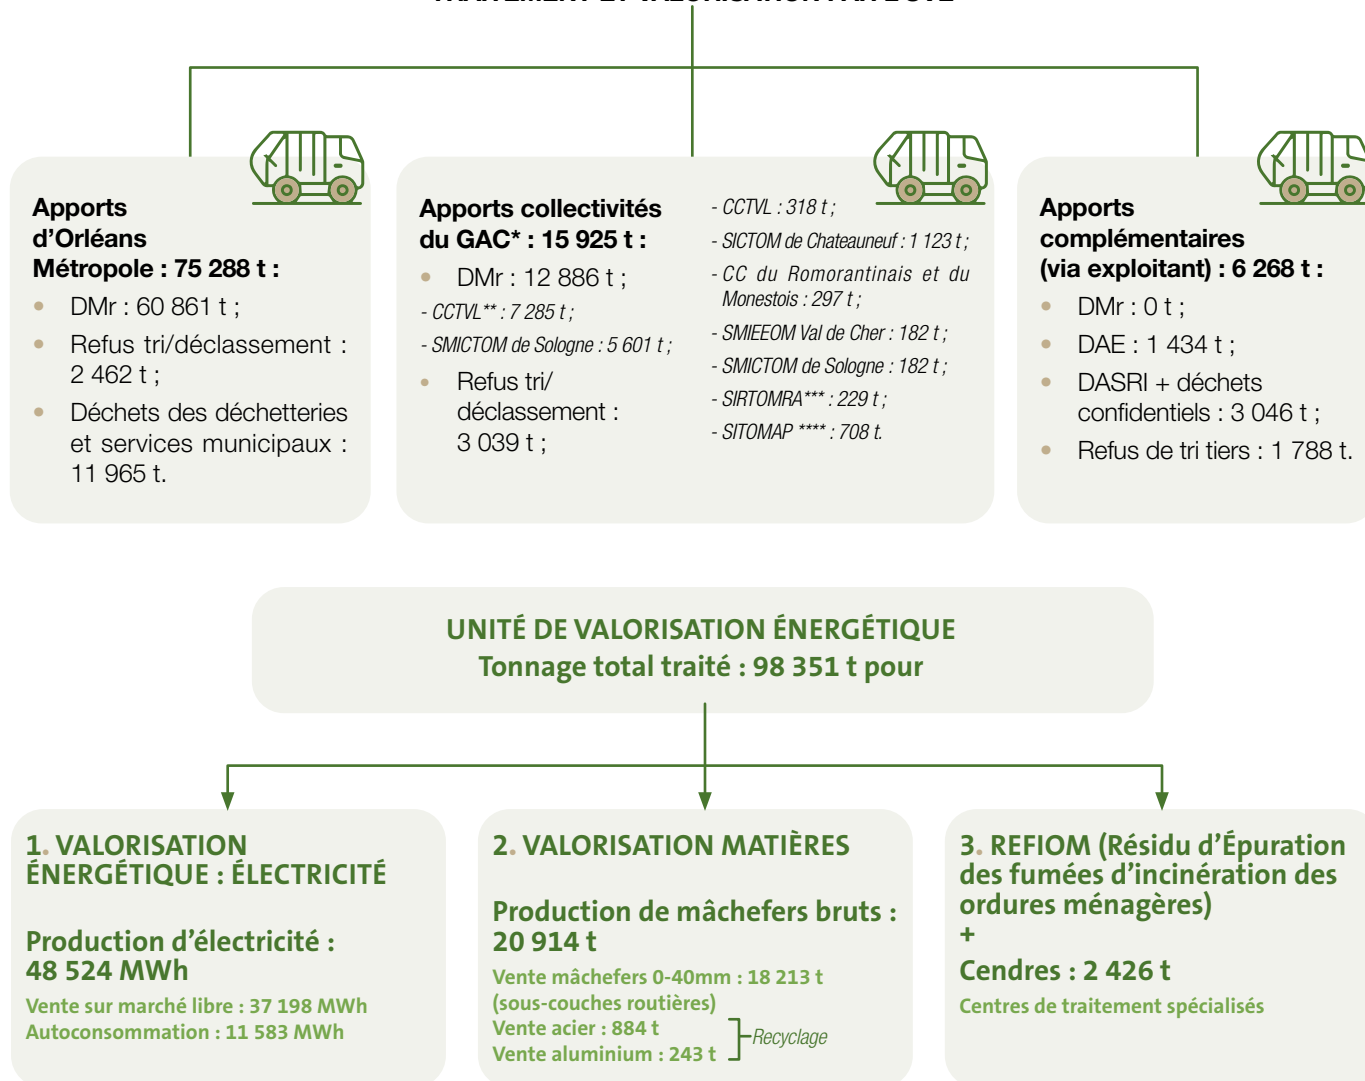 TRAITEMENT ET VALORISATION PAR L'UVE
Apports
d'Orléans
Métropole : 75 288 t :
• DMr : 60 861 t ;
• Refus tri/déclassement :
2 462 t ;
• Déchets des déchetteries
et services municipaux :
11 965 t.
Apports collectivités
du GAC* : 15 925 t :
• DMr : 12 886 t ;
- CCTVL** : 7 285 t ;
- SMICTOM de Sologne : 5 601 t ;
• Refus tri/
déclassement :
3 039 t ;
- CCTVL : 318 t ;
- SICTOM de Chateauneuf : 1 123 t ;
- CC du Romorantinais et du
Monestois : 297 t ;
- SMIEEOM Val de Cher : 182 t ;
- SMICTOM de Sologne : 182 t ;
- SIRTOMRA*** : 229 t ;
- SITOMAP **** : 708 t.
Apports
complémentaires
(via exploitant) : 6 268 t :
• DMr : 0 t ;
• DAE : 1 434 t ;
• DASRI + déchets
confidentiels : 3 046 t ;
• Refus de tri tiers : 1 788 t.
UNITÉ DE VALORISATION ÉNERGÉTIQUE
Tonnage total traité : 98 351 t pour
1. VALORISATION
ÉNERGÉTIQUE : ÉLECTRICITÉ
Production d'électricité :
48 524 MWh
Vente sur marché libre : 37 198 MWh
Autoconsommation : 11 583 MWh
2. VALORISATION MATIÈRES
Production de mâchefers bruts :
20 914 t
Vente mâchefers 0-40mm : 18 213 t
(sous-couches routières)
Vente acier : 884 t
Vente aluminium : 243 t
Recyclage
3. REFIOM (Résidu d'Épuration
des fumées d'incinération des
ordures ménagères)
+
Cendres : 2 426 t
Centres de traitement spécialisés